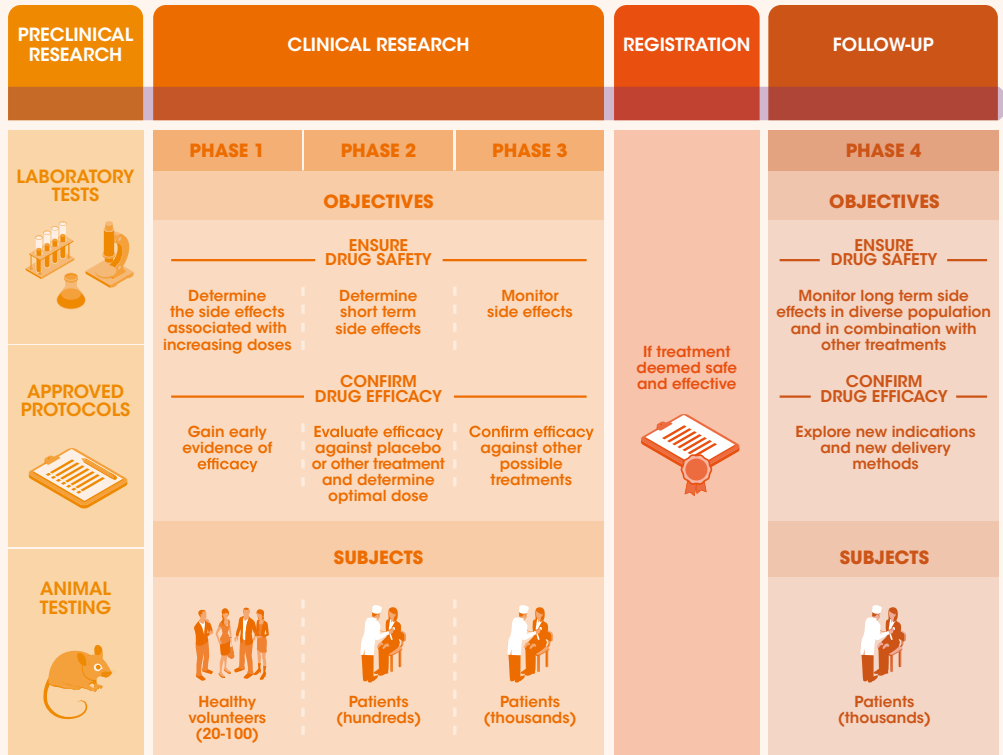 PRECLINICAL
RESEARCH
LABORATORY
TESTS
APPROVED
PROTOCOLS
ANIMAL
TESTING
CLINICAL RESEARCH
PHASE 1
PHASE 2
PHASE 3
OBJECTIVES
ENSURE
DRUG SAFETY
Determine
the side effects
associated with
increasing doses
Determine
short term
side effects
Monitor
side effects
CONFIRM
DRUG EFFICACY
Gain early
evidence of
efficacy
Evaluate efficacy
against placebo
or other treatment
and determine
optimal dose
Confirm efficacy
against other
possible
treatments
SUBJECTS
Healthy
volunteers
(20-100)
Patients
(hundreds)
Patients
(thousands)
REGISTRATION
If treatment
deemed safe
and effective
FOLLOW-UP
PHASE 4
OBJECTIVES
ENSURE
DRUG SAFETY
Monitor long term side
effects in diverse population
and in combination with
other treatments
CONFIRM
DRUG EFFICACY
Explore new indications
and new delivery
methods
SUBJECTS
Patients
(thousands)